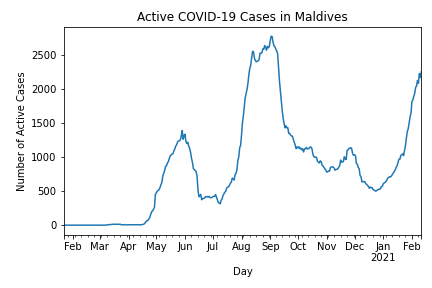 Active COVID-19 Cases in Maldives
Number of Active Cases
2500
2000
1500
1000
500
0
Feb Mar Apr May Jun Jul Aug Sep Oct Nov Dec Jan Feb
2021
Day